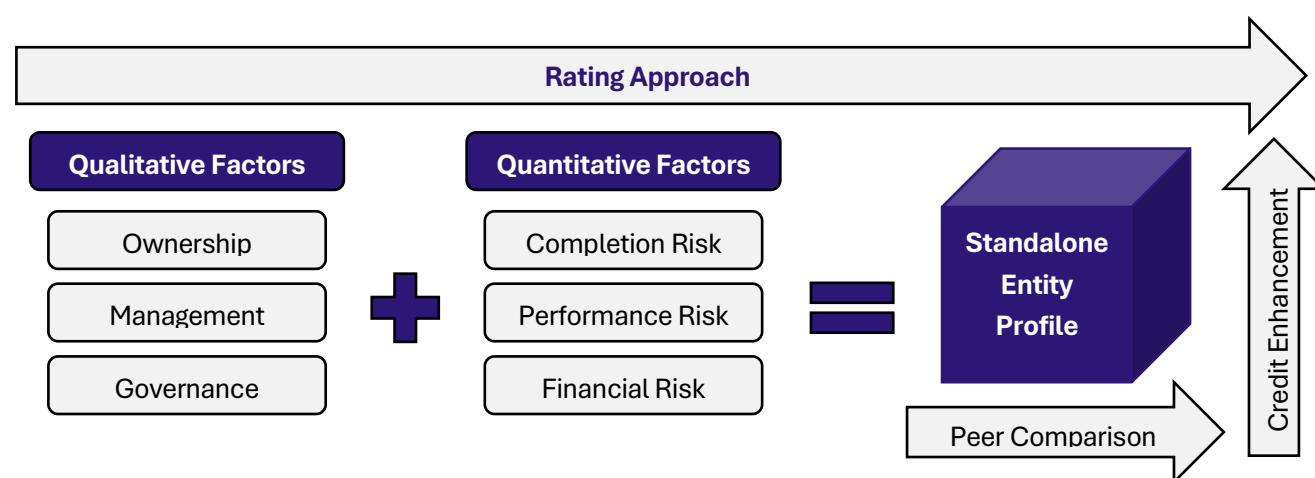 Rating Approach
Qualitative Factors
Ownership
Management
Governance
Quantitative Factors
Completion Risk
Performance Risk
Financial Risk
Standalone
Entity
Profile
Peer Comparison
Credit Enhancement